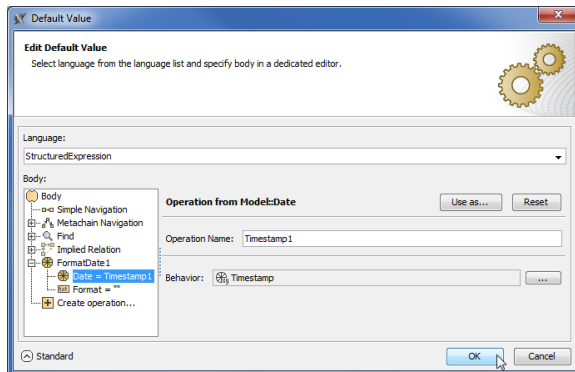 Default Value
Edit Default Value
Select language from the language list and specify body in a dedicated editor.
Language:
StructuredExpression
Body:
Body
Simple Navigation
Metachain Navigation
Find
Implied Relation
FormatDate1
Date = Timestamp1
Format = ""
Create operation...
Operation from Model::Date
Use as...
Reset
Operation Name:
Timestamp1
Behavior:
Timestamp
...
Standard
OK
Cancel